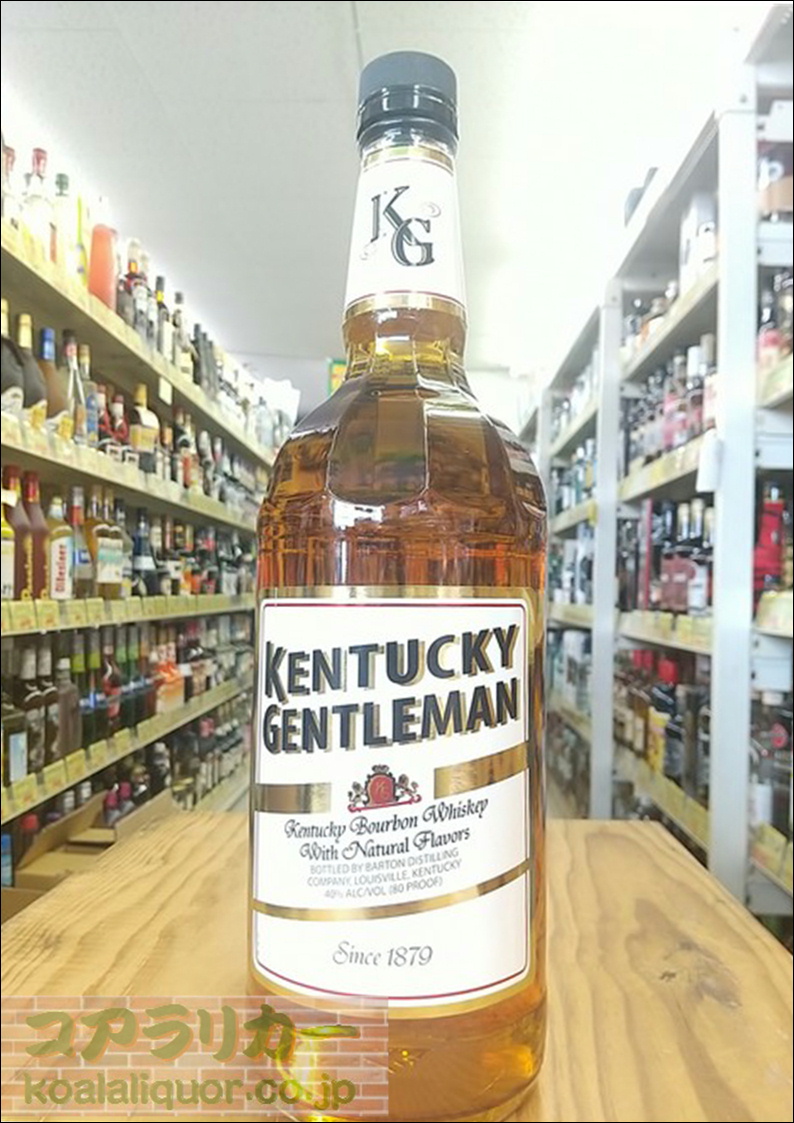 KG
KENTUCKY
GENTLEMAN
Kentucky Bourbon Whiskey
With Natural Flavors
BOTTLED BY BARTON DISTILLING
COMPANY, LOUISVILLE, KENTUCKY
40% ALC/VOL (80 PROOF)
Since 1879
コアラリカー
koalaliquor.co.jp